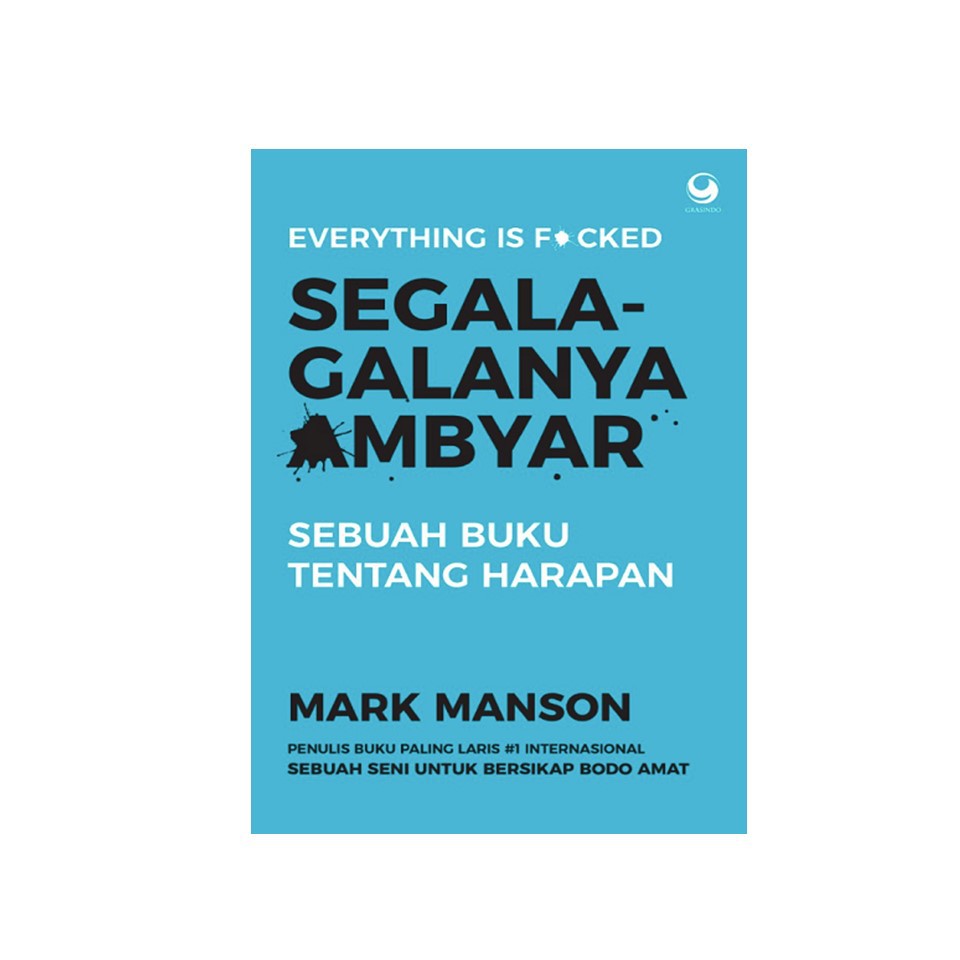 GRASINDO
EVERYTHING IS F*CKED
SEGALA-
GALANYA
AMBYAR
SEBUAH BUKU
TENTANG HARAPAN
MARK MANSON
PENULIS BUKU PALING LARIS #1 INTERNASIONAL
SEBUAH SENI UNTUK BERSIKAP BODO AMAT